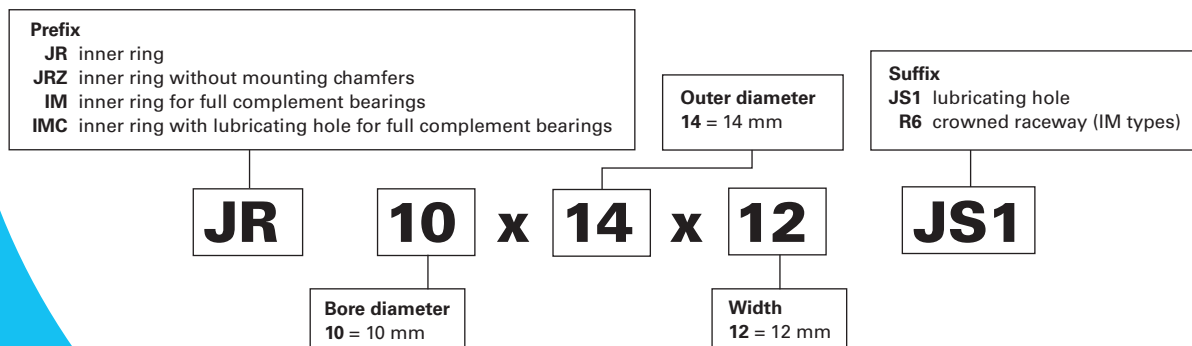 Prefix
JR inner ring
JRZ inner ring without mounting chamfers
IM inner ring for full complement bearings
IMC inner ring with lubricating hole for full complement bearings
Outer diameter
14 = 14 mm
Suffix
JS1 lubricating hole
R6 crowned raceway (IM types)
JR 10 x 14 x 12 JS1
Bore diameter
10 = 10 mm
Width
12 = 12 mm